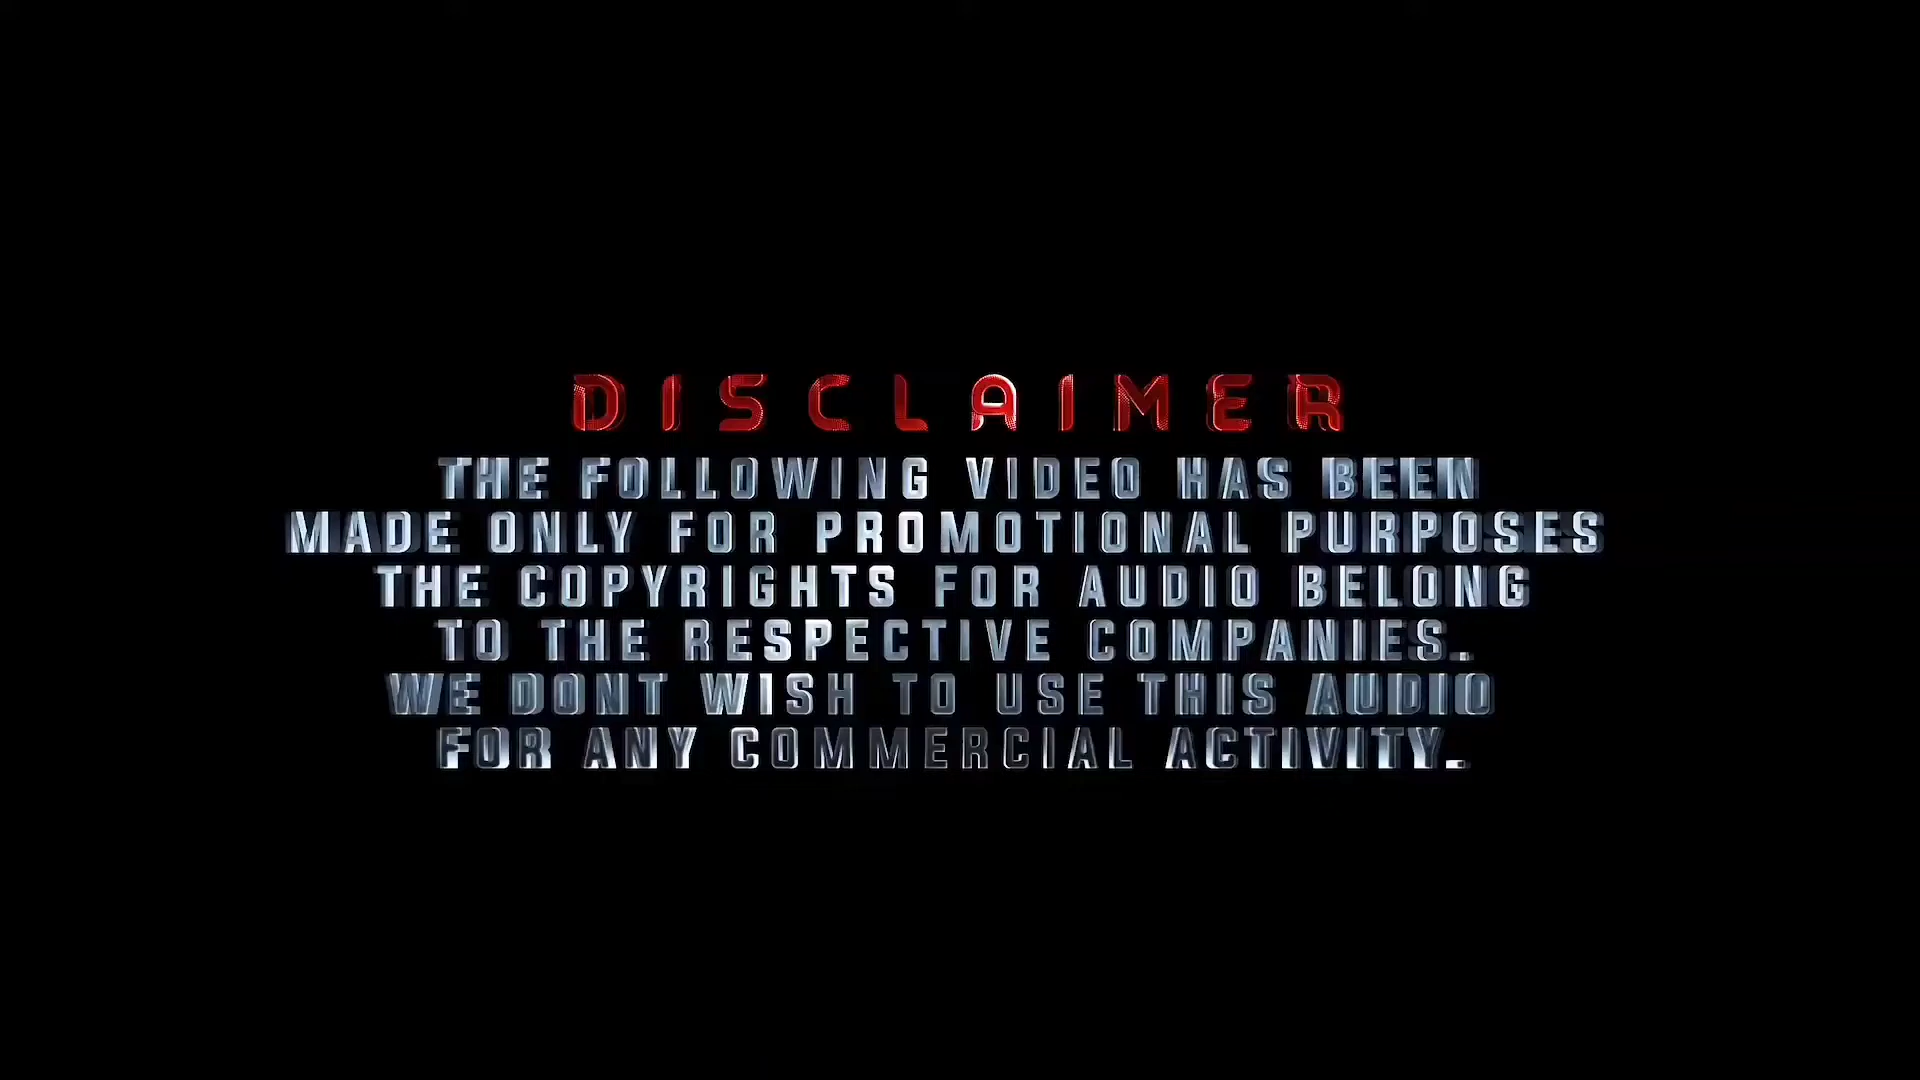 DISCLAIMER
THE FOLLOWING VIDEO HAS BEEN
MADE ONLY FOR PROMOTIONAL PURPOSES
THE COPYRIGHTS FOR AUDIO BELONG
TO THE RESPECTIVE COMPANIES.
WE DONT WISH TO USE THIS AUDIO
FOR ANY COMMERCIAL ACTIVITY.